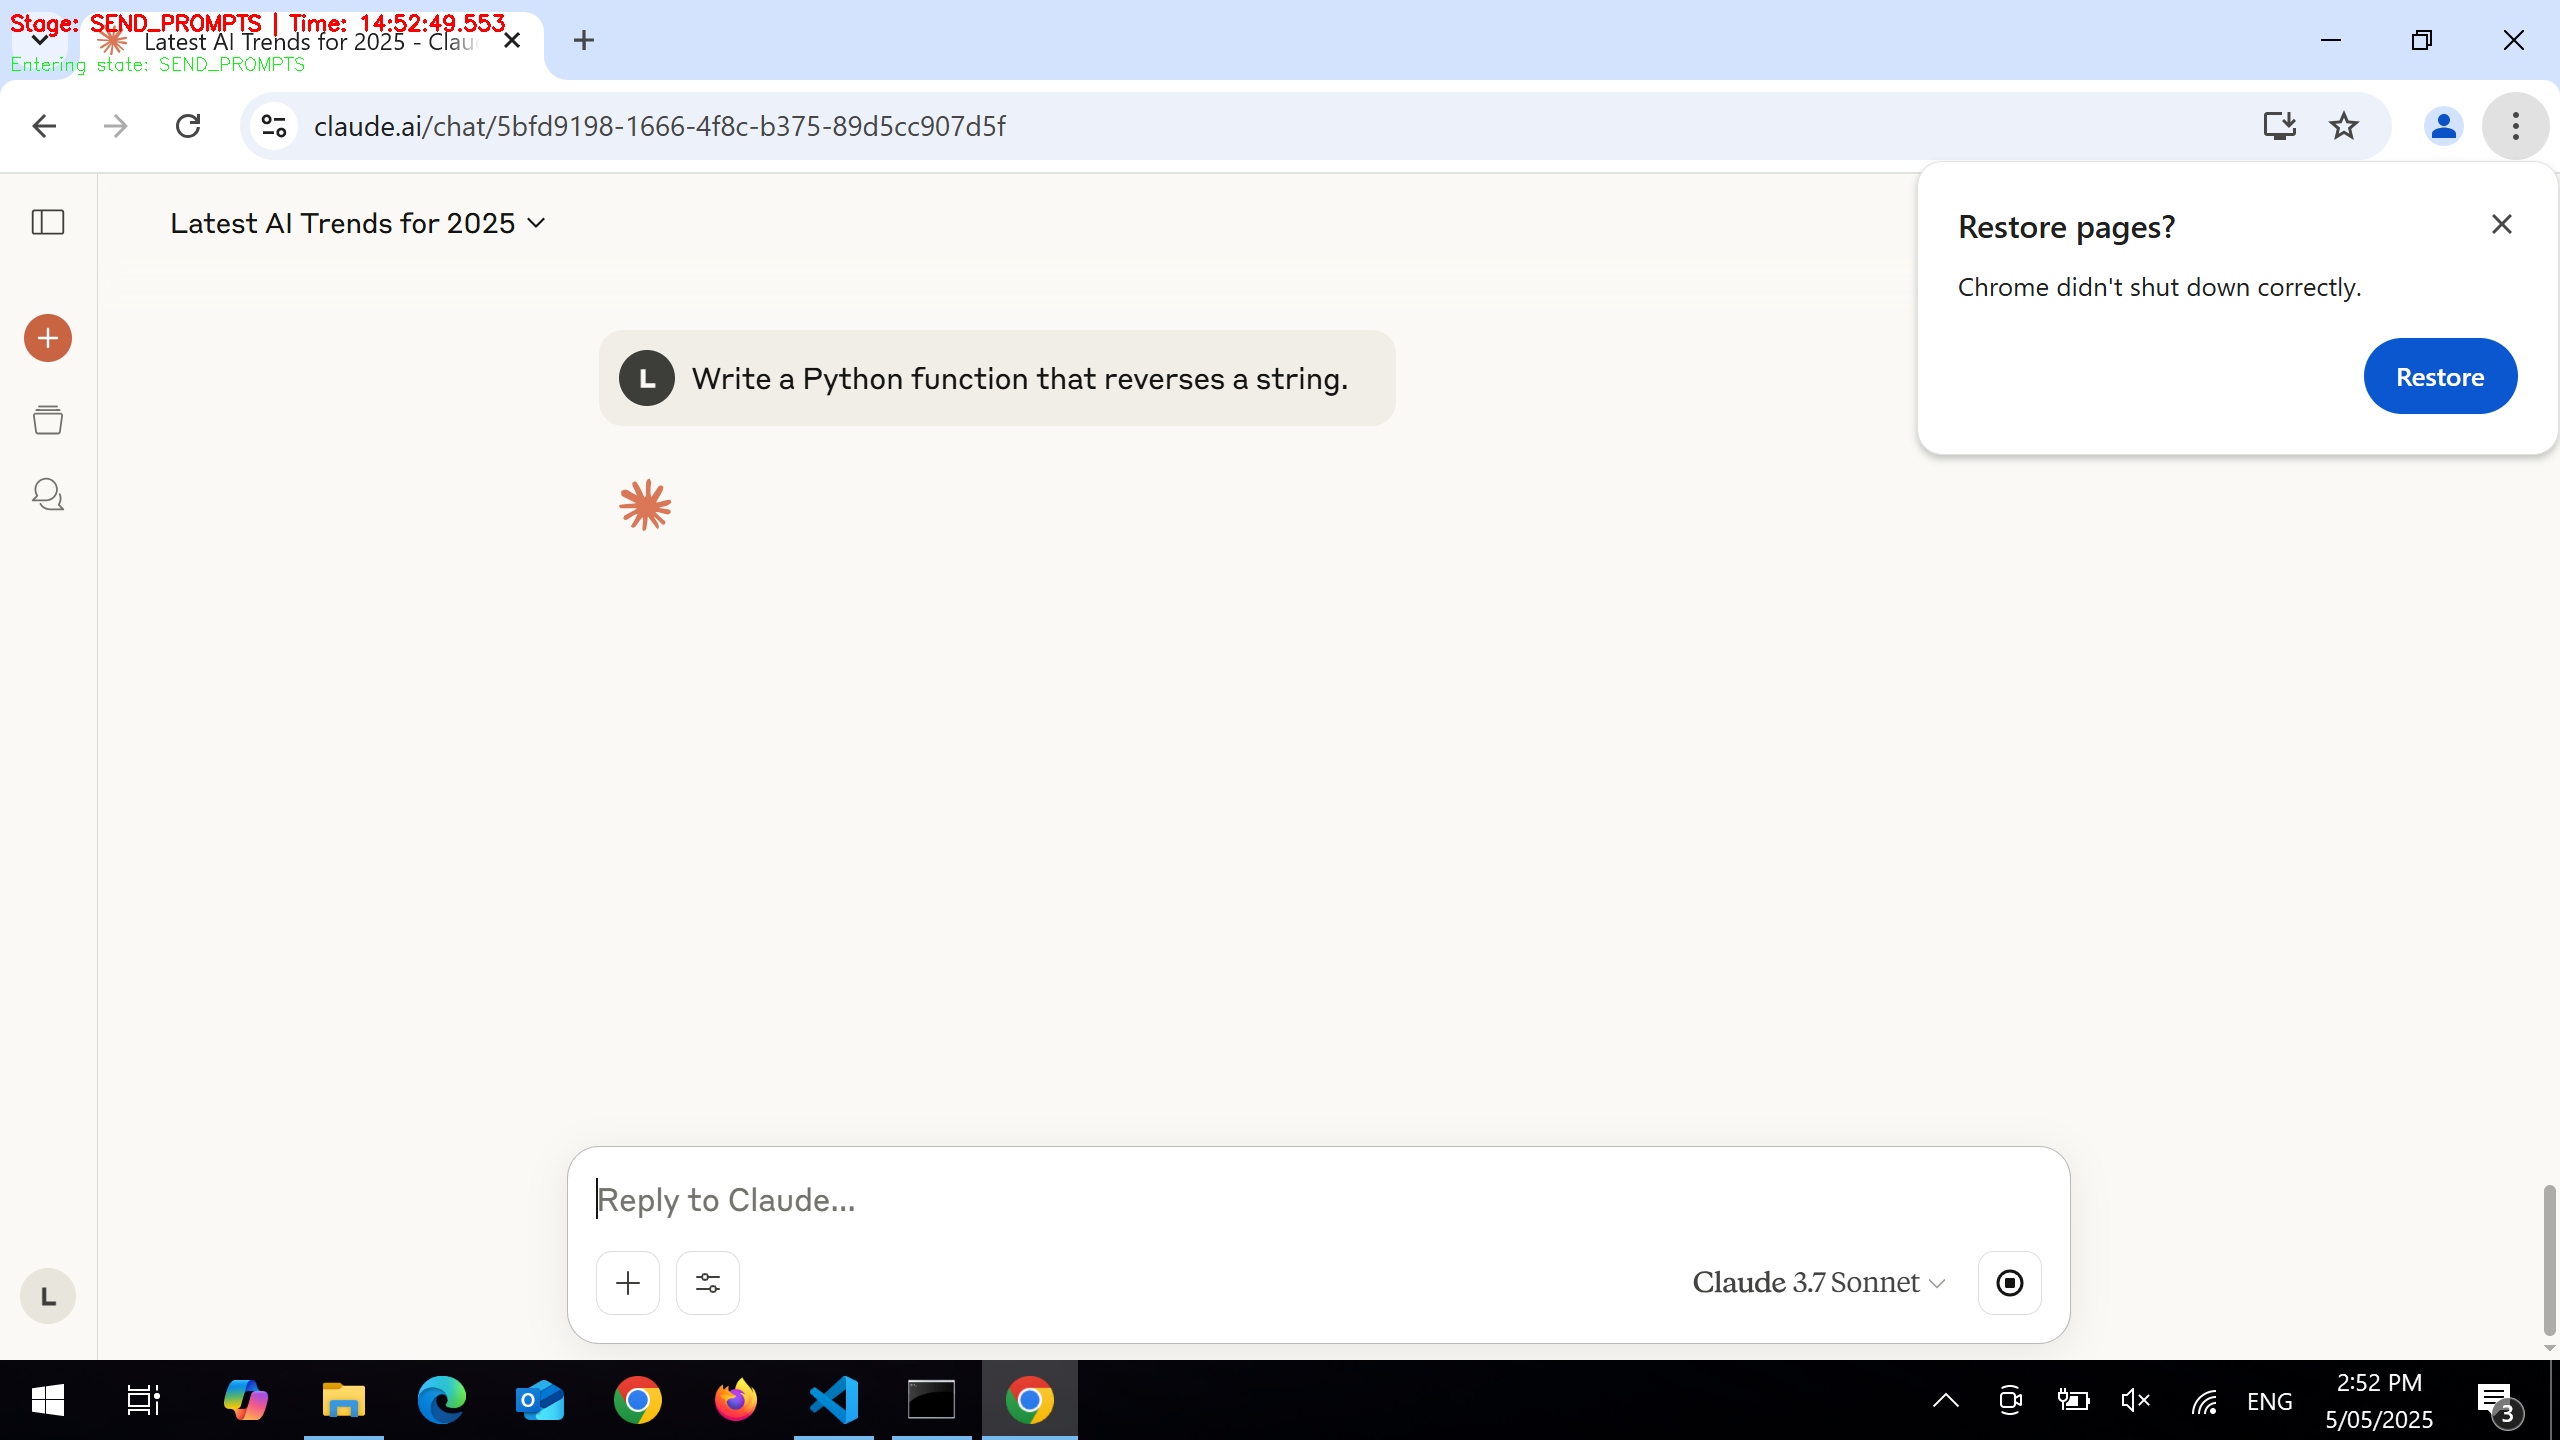 Stage: SEND_PROMPTS | Time: 14:52:49.553
Latest AI Trends for 2025 - Clau
Entering state: SEND_PROMPTS
claude.ai/chat/5bfd9198-1666-4f8c-b375-89d5cc907d5f
Latest AI Trends for 2025
Restore pages?
Chrome didn't shut down correctly.
Restore
L Write a Python function that reverses a string.
Reply to Claude...
Claude 3.7 Sonnet
L
ENG
2:52 PM
5/05/2025
3